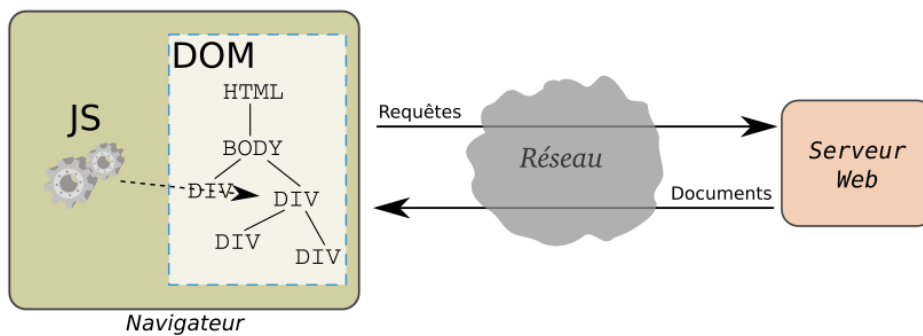 DOM
HTML
JS
BODY
DIV
DIV
DIV
DIV
Navigateur
Requêtes
Réseau
Documents
Serveur
Web